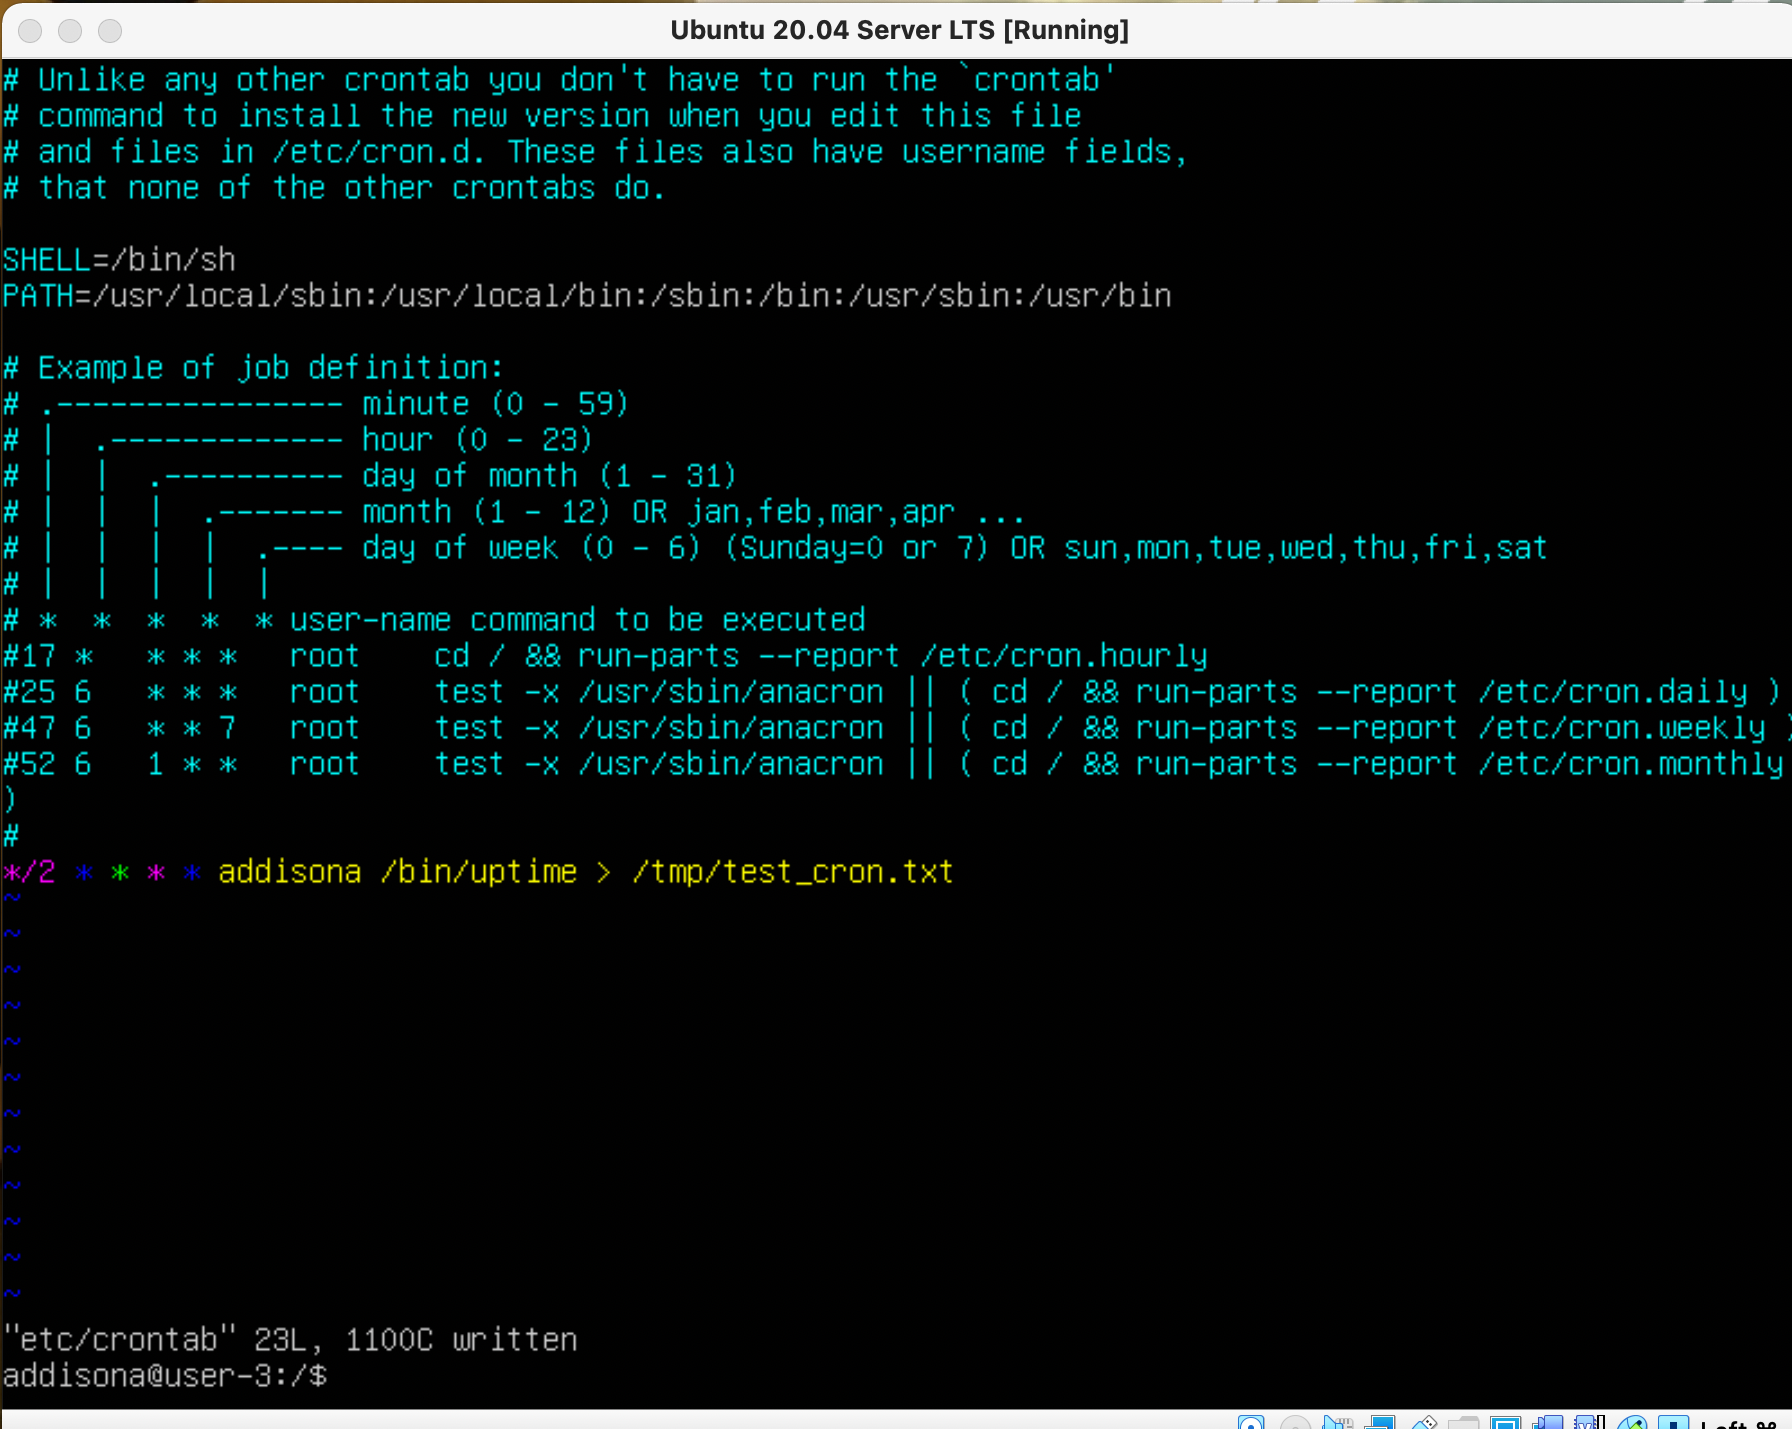 Ubuntu 20.04 Server LTS [Running]
# Unlike any other crontab you don't have to run the `crontab'
# command to install the new version when you edit this file
# and files in /etc/cron.d. These files also have username fields,
# that none of the other crontabs do.
SHELL=/bin/sh
PATH=/usr/local/sbin:/usr/local/bin:/sbin:/bin:/usr/sbin:/usr/bin
# Example of job definition:
# .---------------- minute (0 - 59)
# |  .------------- hour (0 - 23)
# |  |  .---------- day of month (1 - 31)
# |  |  |  .------- month (1 - 12) OR jan,feb,mar,apr ...
# |  |  |  |  .---- day of week (0 - 6) (Sunday=0 or 7) OR sun,mon,tue,wed,thu,fri,sat
# |  |  |  |  |
# *  *  *  *  * user-name command to be executed
#17 *   * * *   root    cd / && run-parts --report /etc/cron.hourly
#25 6   * * *   root    test -x /usr/sbin/anacron || ( cd / && run-parts --report /etc/cron.daily )
#47 6   * * 7   root    test -x /usr/sbin/anacron || ( cd / && run-parts --report /etc/cron.weekly )
#52 6   1 * *   root    test -x /usr/sbin/anacron || ( cd / && run-parts --report /etc/cron.monthly
)
#
*/2 * * * * addisona /bin/uptime > /tmp/test_cron.txt
~
~
~
~
~
~
~
~
~
~
~
~
"etc/crontab" 23L, 1100C written
addisona@user-3:/$
Left ⌘